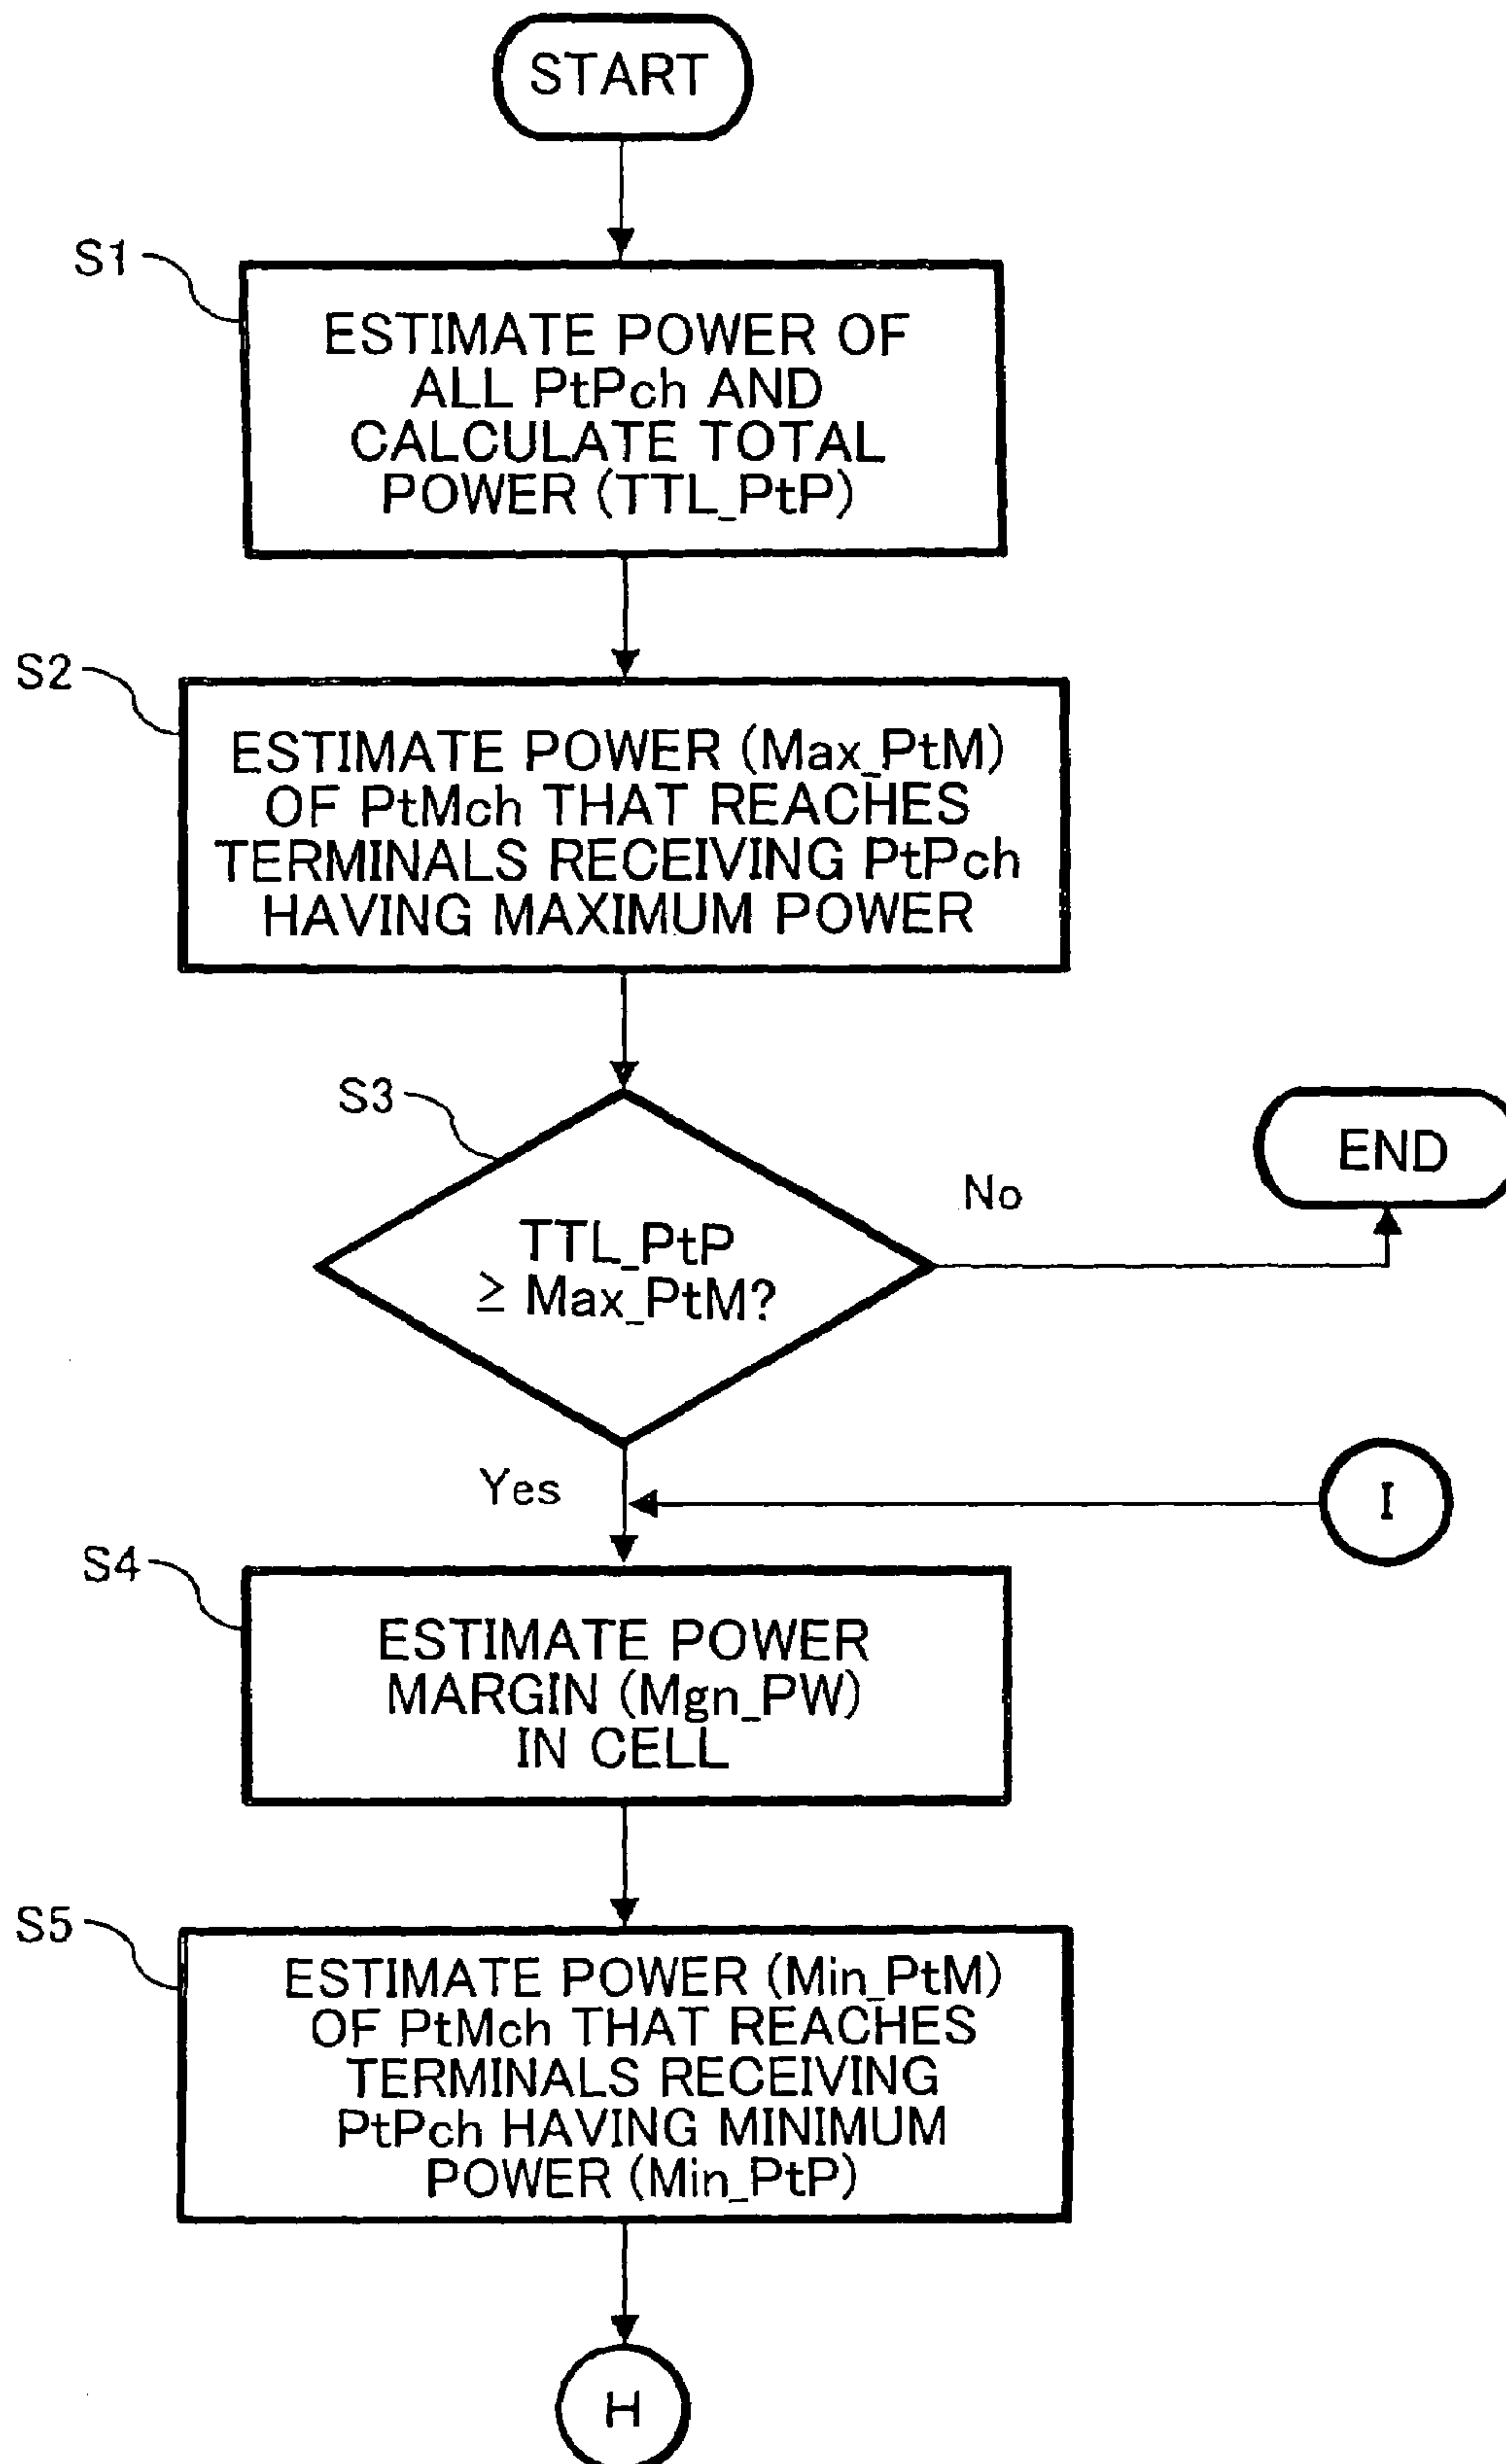 START
S1
ESTIMATE POWER OF
ALL PtPch AND
CALCULATE TOTAL
POWER (TTL_PtP)
S2
ESTIMATE POWER (Max_PtM)
OF PtMch THAT REACHES
TERMINALS RECEIVING PtPch
HAVING MAXIMUM POWER
S3
TTL_PtP
≥ Max_PtM?
No
END
Yes
I
S4
ESTIMATE POWER
MARGIN (Mgn_PW)
IN CELL
S5
ESTIMATE POWER (Min_PtM)
OF PtMch THAT REACHES
TERMINALS RECEIVING
PtPch HAVING MINIMUM
POWER (Min_PtP)
H